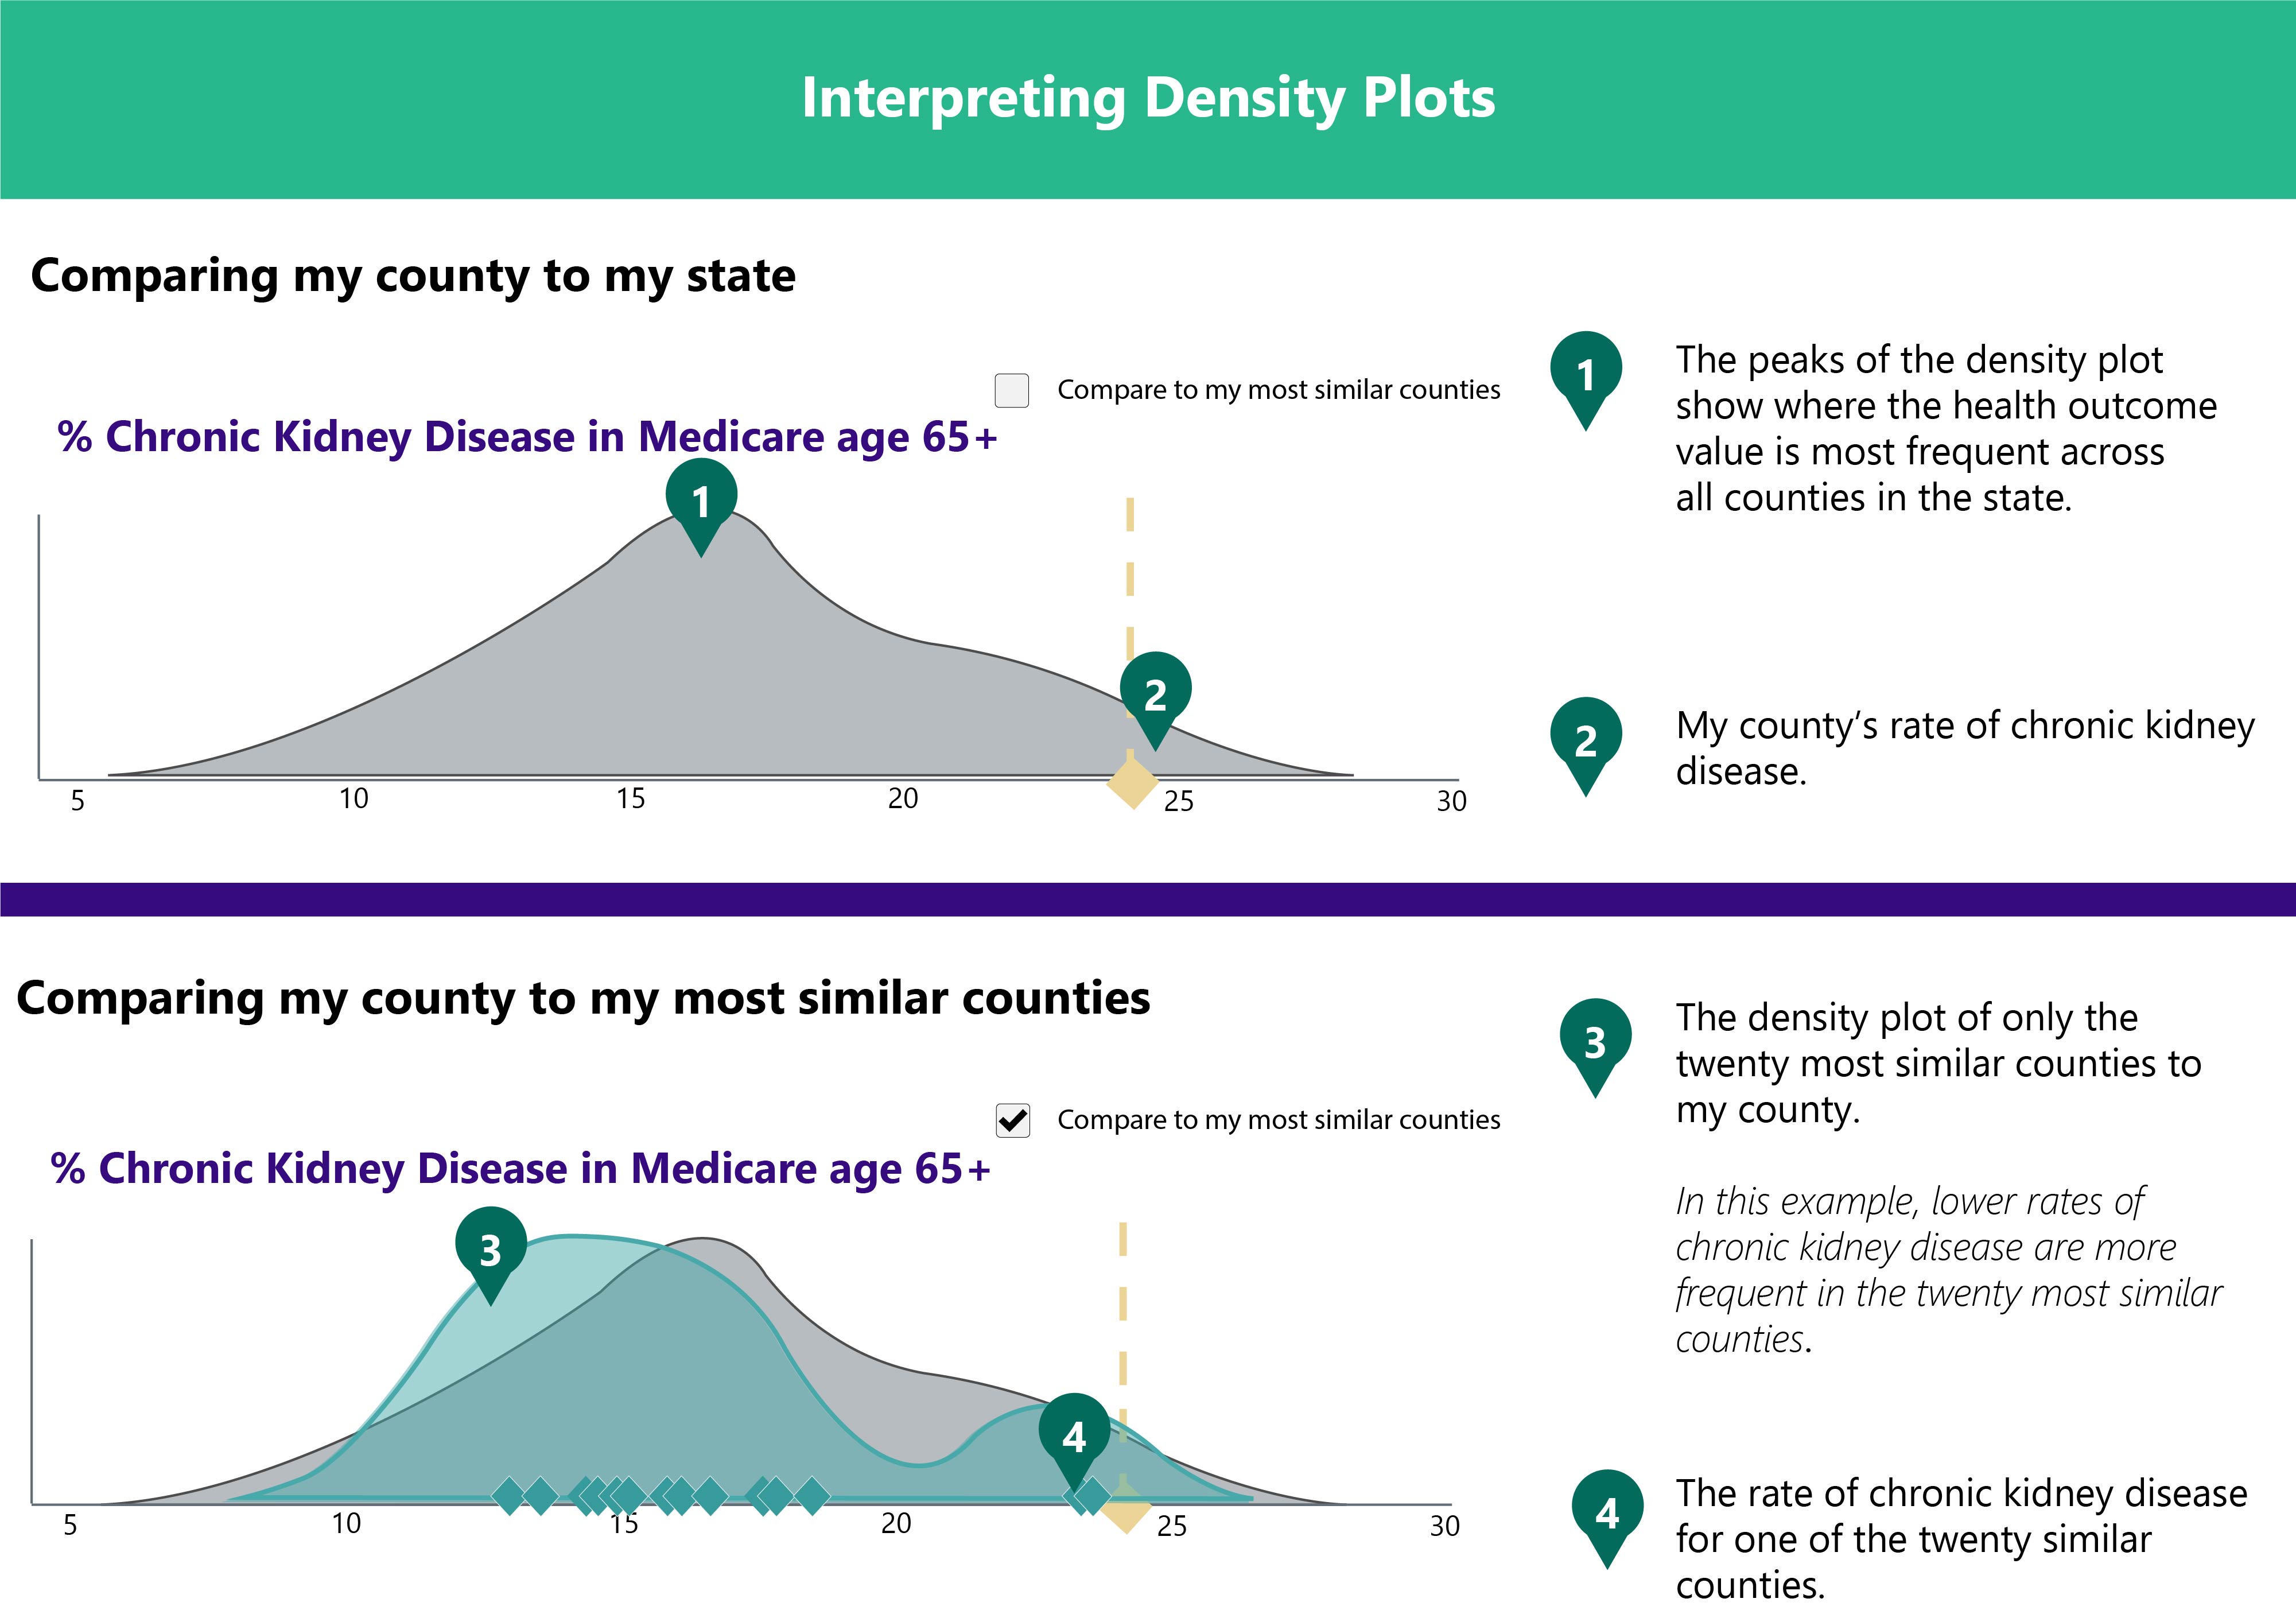 Interpreting Density Plots
Comparing my county to my state
Compare to my most similar counties
% Chronic Kidney Disease in Medicare age 65+
1
2
5 10 15 20 25 30
1
The peaks of the density plot
show where the health outcome
value is most frequent across
all counties in the state.
2
My county’s rate of chronic kidney
disease.
Comparing my county to my most similar counties
Compare to my most similar counties
% Chronic Kidney Disease in Medicare age 65+
3
4
5 10 15 20 25 30
3
The density plot of only the
twenty most similar counties to
my county.
In this example, lower rates of
chronic kidney disease are more
frequent in the twenty most similar
counties.
4
The rate of chronic kidney disease
for one of the twenty similar
counties.